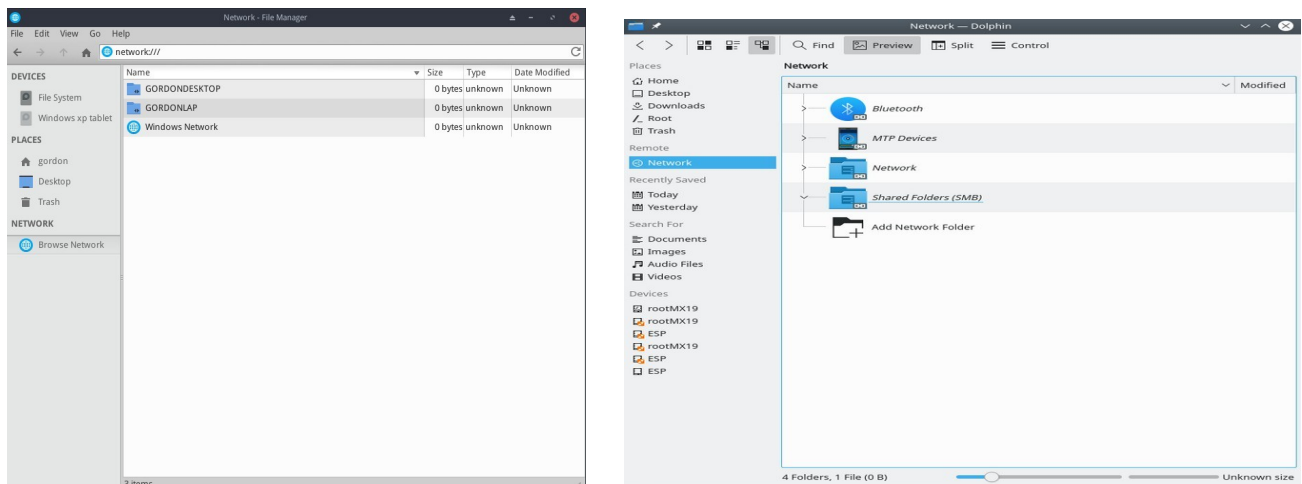 Network - File Manager
File Edit View Go Help
network:///
DEVICES
File System
Windows xp tablet
PLACES
gordon
Desktop
Trash
NETWORK
Browse Network
Name Size Type Date Modified
GORDONDESKTOP 0 bytes unknown Unknown
GORDONLAP 0 bytes unknown Unknown
Windows Network 0 bytes unknown Unknown
3 items
Network — Dolphin
Find Preview Split Control
Places
Home
Desktop
Downloads
Root
Trash
Remote
Network
Recently Saved
Today
Yesterday
Search For
Documents
Images
Audio Files
Videos
Devices
rootMX19
rootMX19
ESP
rootMX19
ESP
ESP
Network
Name Modified
Bluetooth
MTP Devices
Network
Shared Folders (SMB)
Add Network Folder
4 Folders, 1 File (0 B) Unknown size